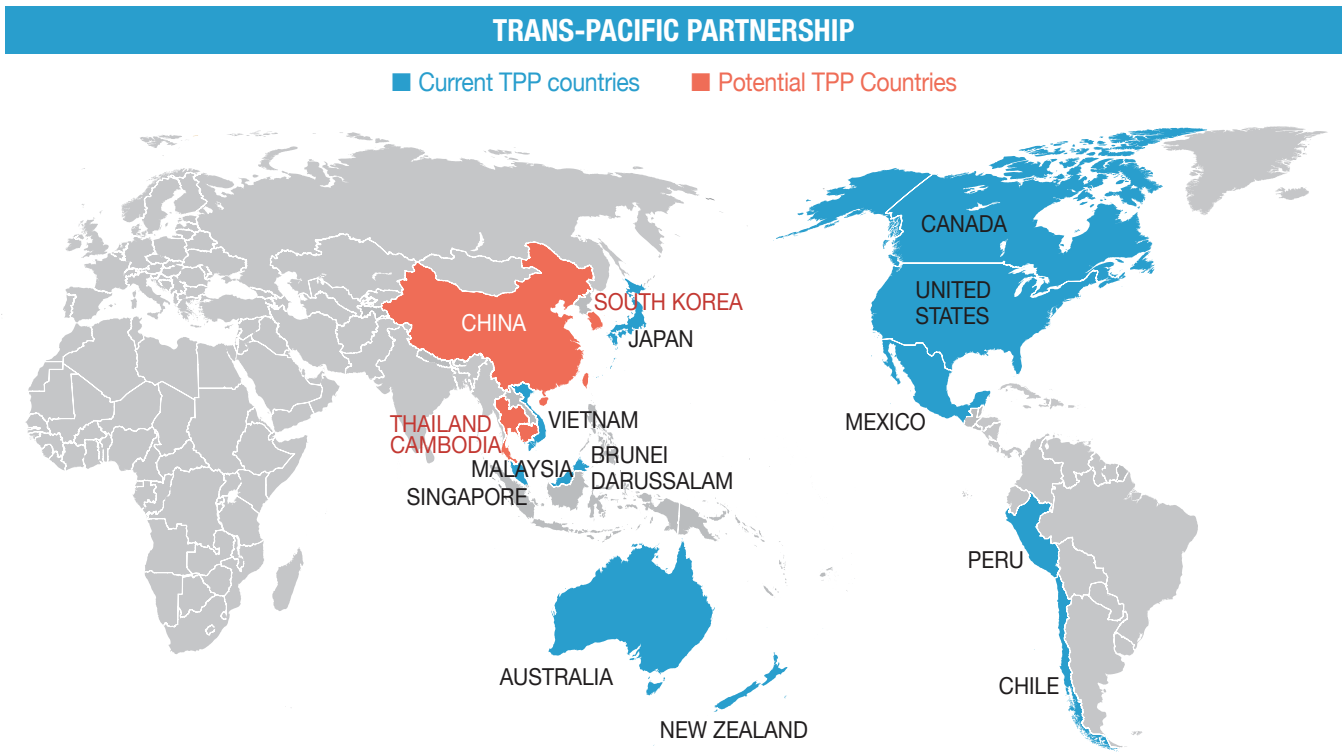 TRANS-PACIFIC PARTNERSHIP
Current TPP countries
Potential TPP Countries
CANADA
UNITED
STATES
CHINA
SOUTH KOREA
JAPAN
MEXICO
THAILAND
CAMBODIA
VIETNAM
MALAYSIA
BRUNEI
DARUSSALAM
SINGAPORE
PERU
AUSTRALIA
CHILE
NEW ZEALAND